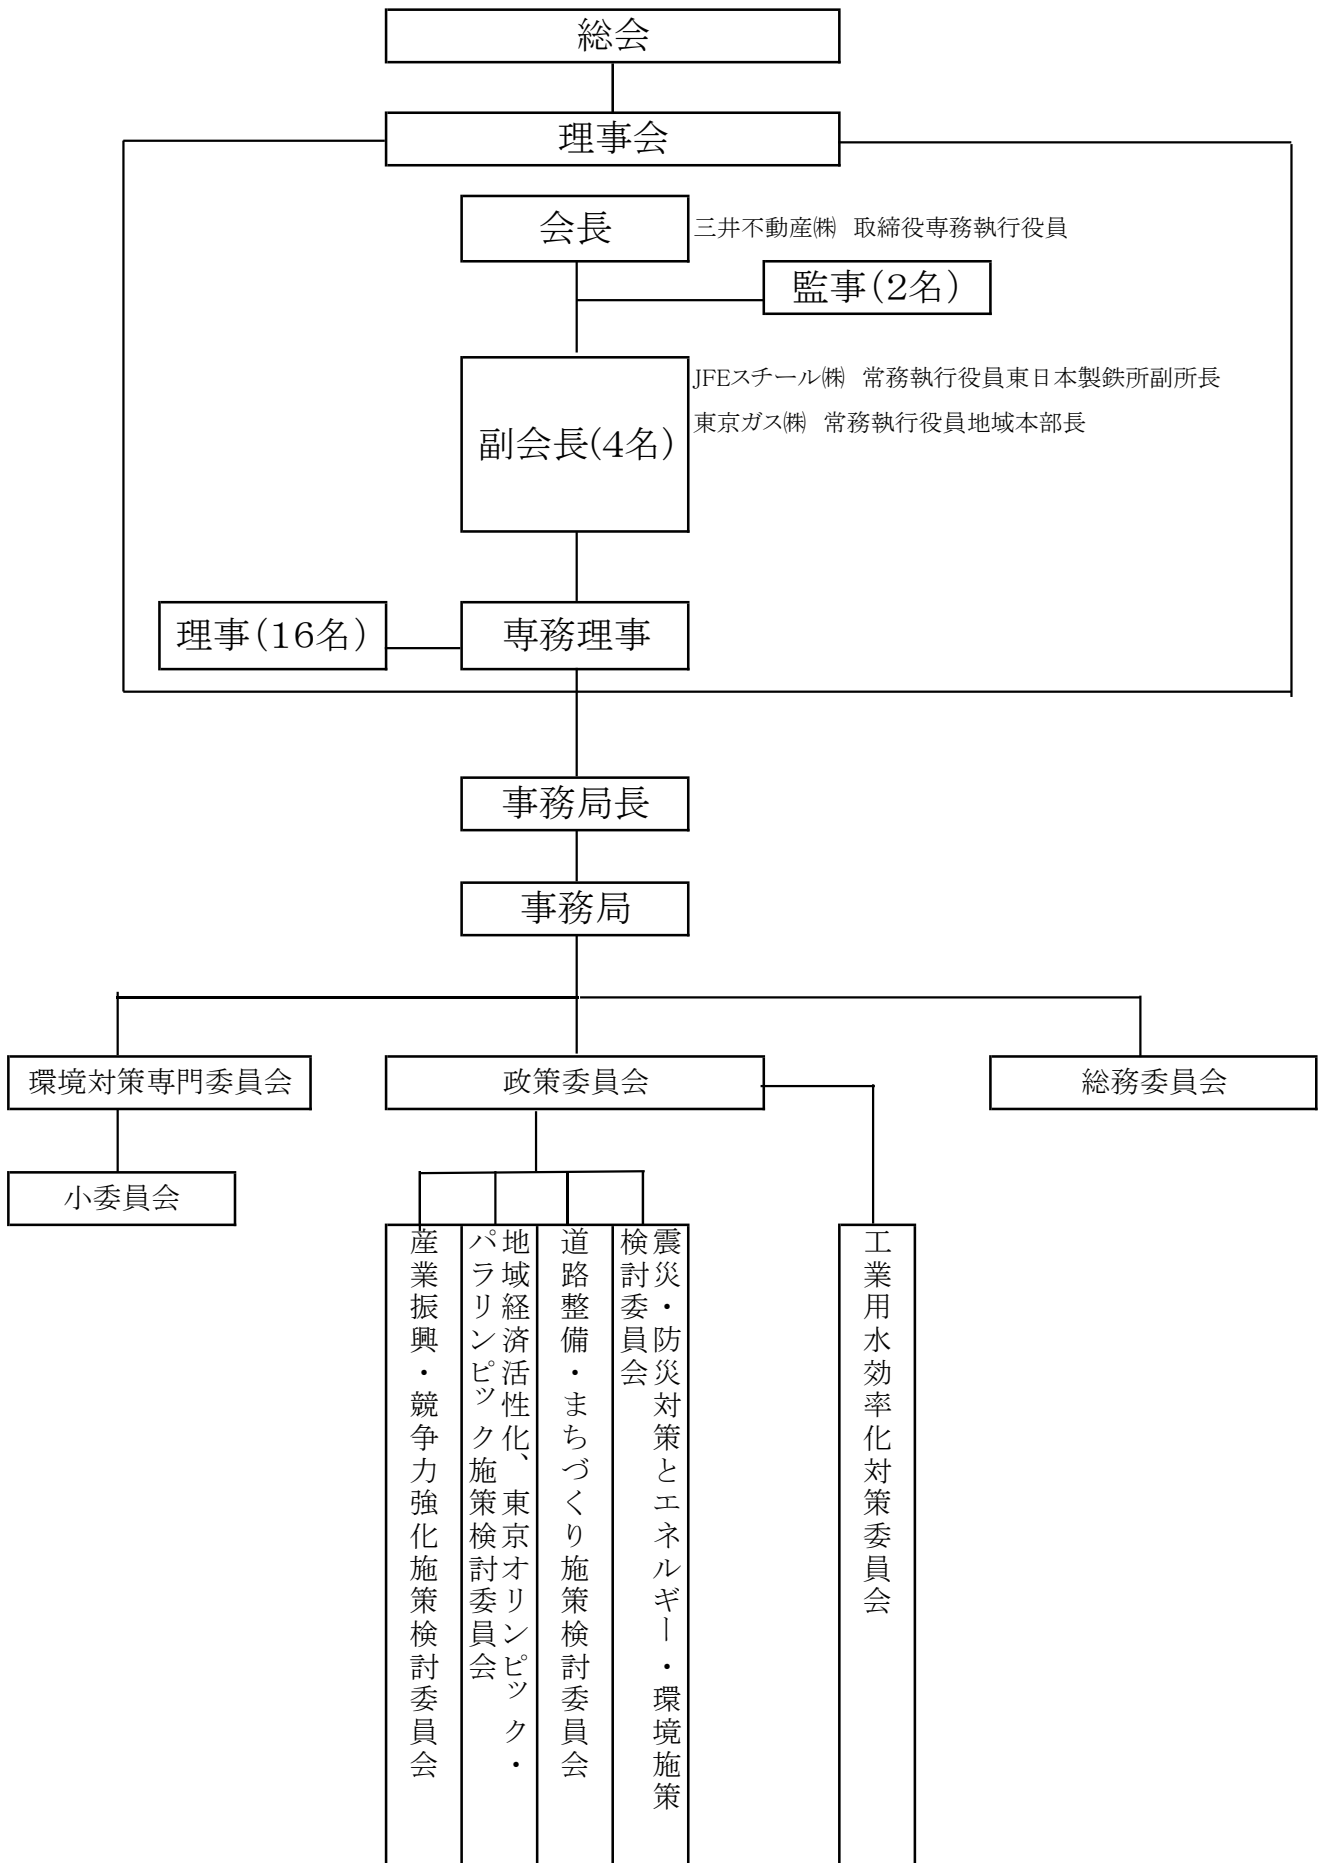 総会
理事会
会長
三井不動産㈱ 取締役専務執行役員
監事(2名)
副会長(4名)
JFEスチール㈱ 常務執行役員東日本製鉄所副所長
東京ガス㈱ 常務執行役員地域本部長
理事(16名)
専務理事
事務局長
事務局
環境対策専門委員会
政策委員会
総務委員会
小委員会
産業振興・競争力強化施策検討委員会
地域経済活性化、東京オリンピック・
パラリンピック施策検討委員会
道路整備・まちづくり施策検討委員会
震災・防災対策とエネルギー・環境施策
検討委員会
工業用水効率化対策委員会